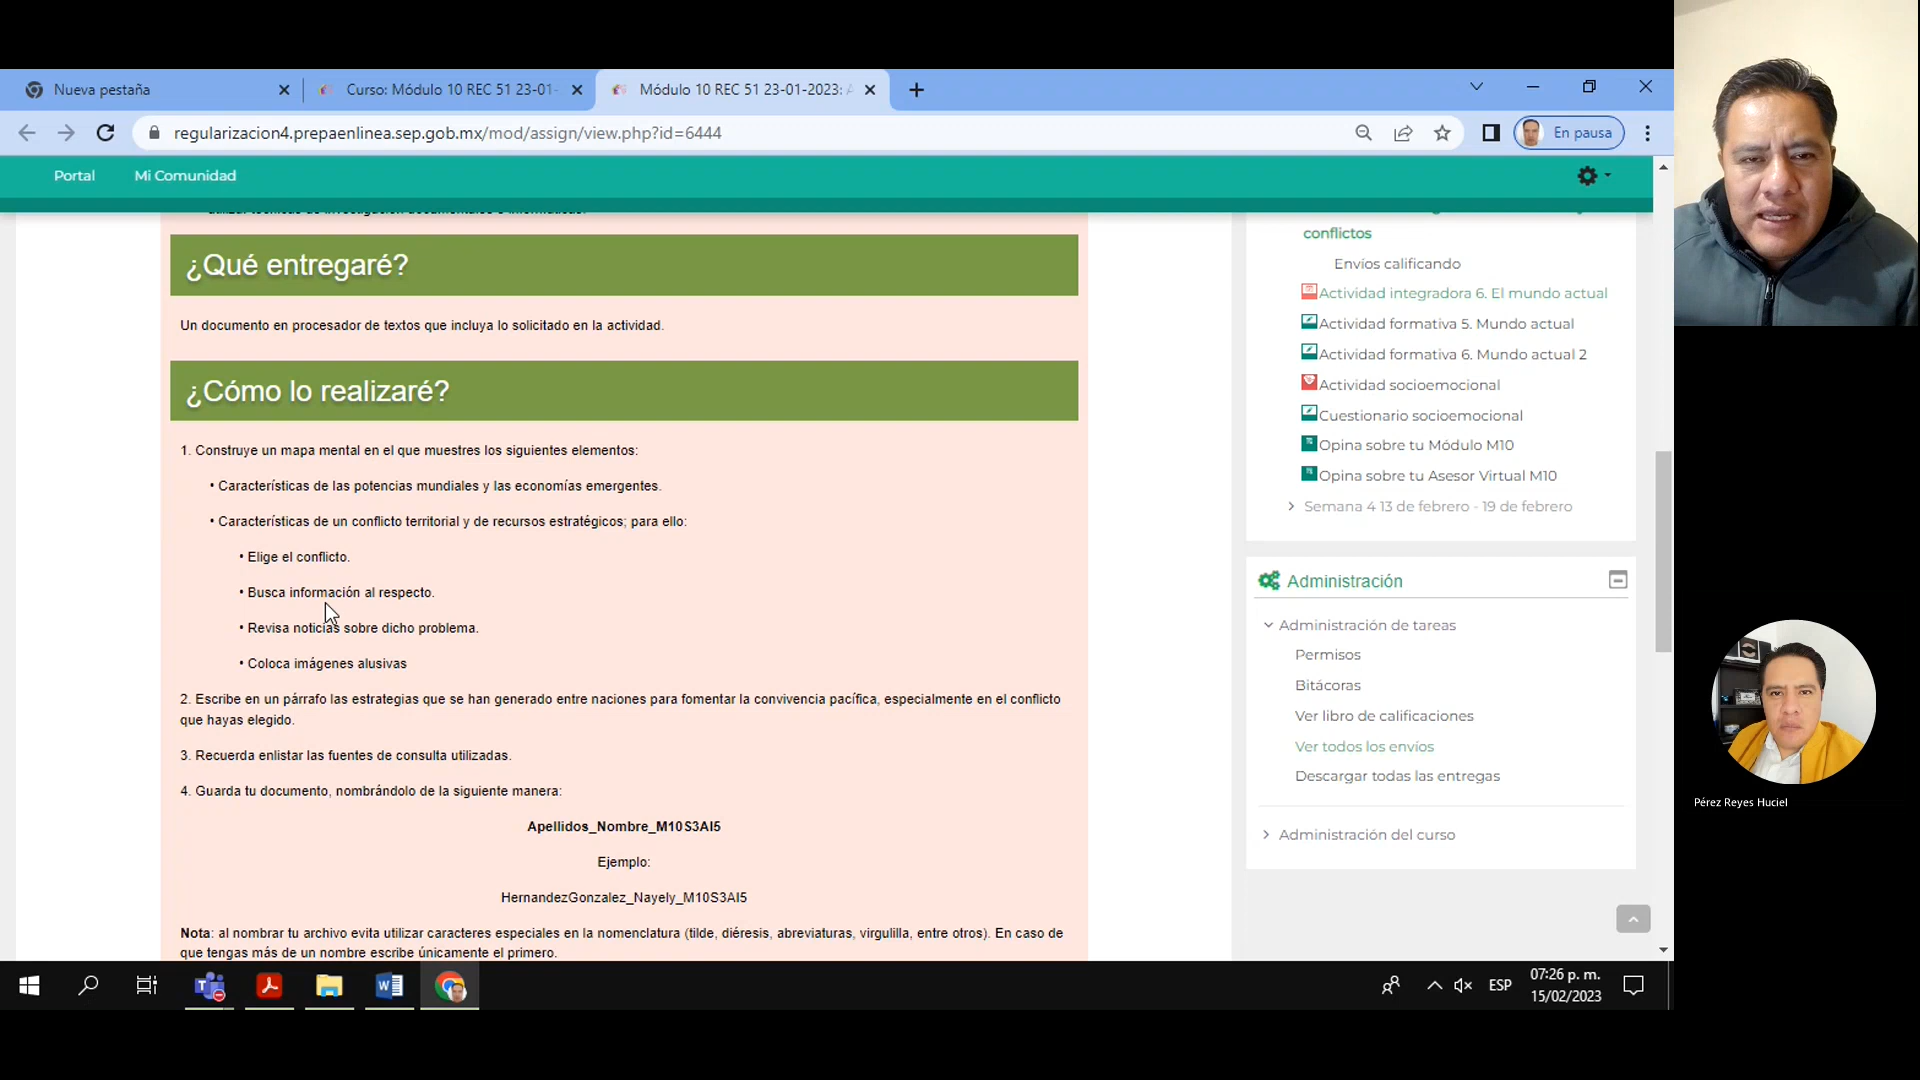 Nueva pestaña
Curso: Módulo 10 REC 51 23-01-
Módulo 10 REC 51 23-01-2023: A
regularizacion4.prepaenlinea.sep.gob.mx/mod/assign/view.php?id=6444
En pausa
Portal
Mi Comunidad
utilizar técnicas de investigación documentales e informáticas.
¿Qué entregaré?
Un documento en procesador de textos que incluya lo solicitado en la actividad.
¿Cómo lo realizaré?
1. Construye un mapa mental en el que muestres los siguientes elementos:
• Características de las potencias mundiales y las economías emergentes.
• Características de un conflicto territorial y de recursos estratégicos; para ello:
• Elige el conflicto.
• Busca información al respecto.
• Revisa noticias sobre dicho problema.
• Coloca imágenes alusivas
2. Escribe en un párrafo las estrategias que se han generado entre naciones para fomentar la convivencia pacífica, especialmente en el conflicto
que hayas elegido.
3. Recuerda enlistar las fuentes de consulta utilizadas.
4. Guarda tu documento, nombrándolo de la siguiente manera:
Apellidos_Nombre_M10S3AI5
Ejemplo:
HernandezGonzalez_Nayely_M10S3AI5
Nota: al nombrar tu archivo evita utilizar caracteres especiales en la nomenclatura (tilde, diéresis, abreviaturas, virgulilla, entre otros). En caso de
que tengas más de un nombre escribe únicamente el primero.
conflictos
Envíos calificando
Actividad integradora 6. El mundo actual
Actividad formativa 5. Mundo actual
Actividad formativa 6. Mundo actual 2
Actividad socioemocional
Cuestionario socioemocional
Opina sobre tu Módulo M10
Opina sobre tu Asesor Virtual M10
Semana 4 13 de febrero - 19 de febrero
Administración
Administración de tareas
Permisos
Bitácoras
Ver libro de calificaciones
Ver todos los envíos
Descargar todas las entregas
Administración del curso
Pérez Reyes Huciel
ESP
07:26 p. m.
15/02/2023